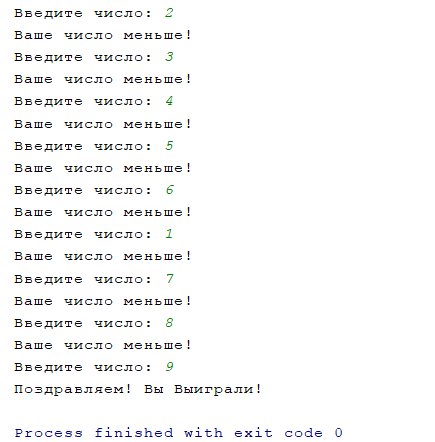 Введите число: 2
Ваше число меньше!
Введите число: 3
Ваше число меньше!
Введите число: 4
Ваше число меньше!
Введите число: 5
Ваше число меньше!
Введите число: 6
Ваше число меньше!
Введите число: 1
Ваше число меньше!
Введите число: 7
Ваше число меньше!
Введите число: 8
Ваше число меньше!
Введите число: 9
Поздравляем! Вы Выиграли!
Process finished with exit code 0